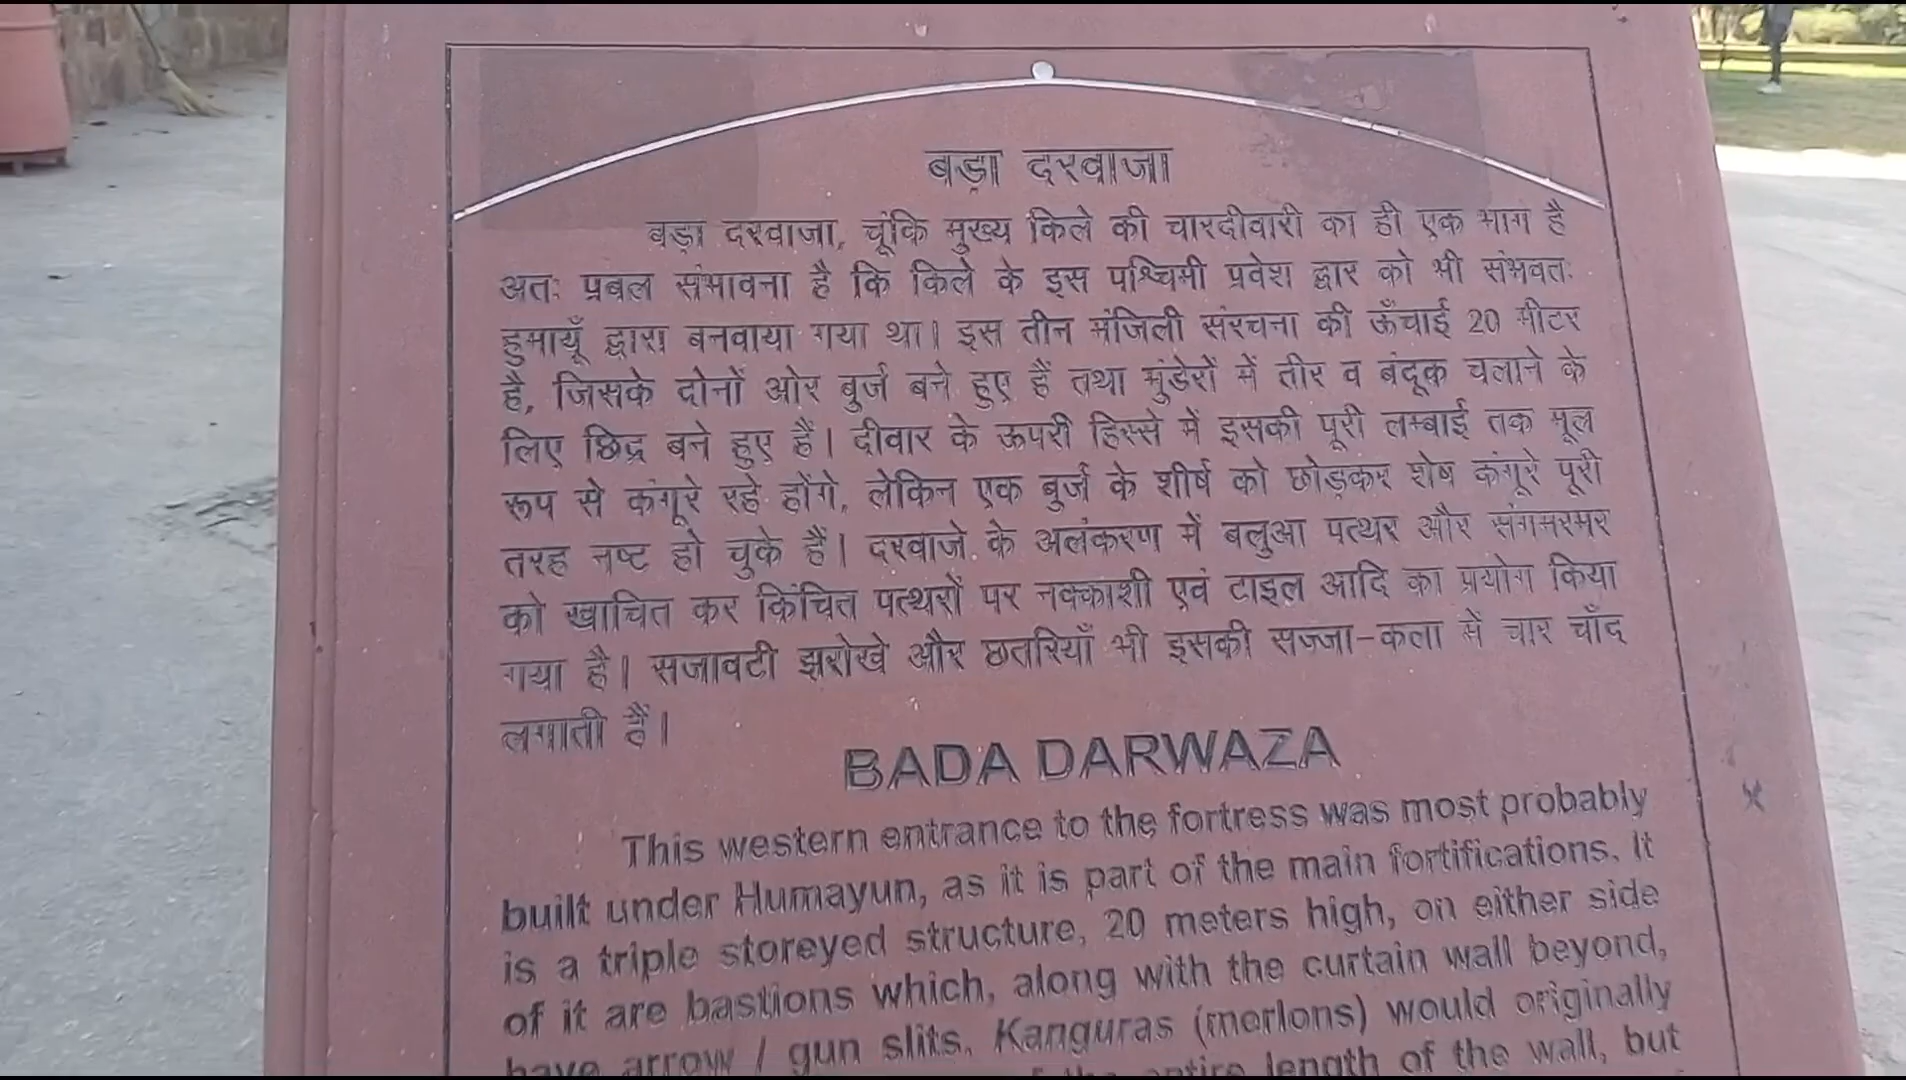 बड़ा दरवाजा
बड़ा दरवाजा, चूंकि मुख्य किले की चारदीवारी का ही एक भाग है
अतः प्रबल संभावना है कि किले के इस पश्चिमी प्रवेश द्वार को भी संभवतः
हुमायूँ द्वारा बनवाया गया था। इस तीन मंजिली संरचना की ऊँचाई 20 मीटर
है, जिसके दोनों ओर बुर्ज बने हुए हैं तथा मुंडेरों में तीर व बंदूक चलाने के
लिए छिद्र बने हुए हैं। दीवार के ऊपरी हिस्से में इसकी पूरी लम्बाई तक मूल
रूप से कंगूरे रहे होंगे, लेकिन एक बुर्ज के शीर्ष को छोड़कर शेष कंगूरे पूरी
तरह नष्ट हो चुके हैं। दरवाजे के अलंकरण में बलुआ पत्थर और संगमरमर
को खाचित कर किंचित पत्थरों पर नक्काशी एवं टाइल आदि का प्रयोग किया
गया है। सजावटी झरोखे और छतरियाँ भी इसकी सज्जा-कला में चार चाँद
लगाती हैं।
BADA DARWAZA
This western entrance to the fortress was most probably
built under Humayun, as it is part of the main fortifications. It
is a triple storeyed structure, 20 meters high, on either side
of it are bastions which, along with the curtain wall beyond,
have arrow / gun slits. Kanguras (merlons) would originally
entire length of the wall, but